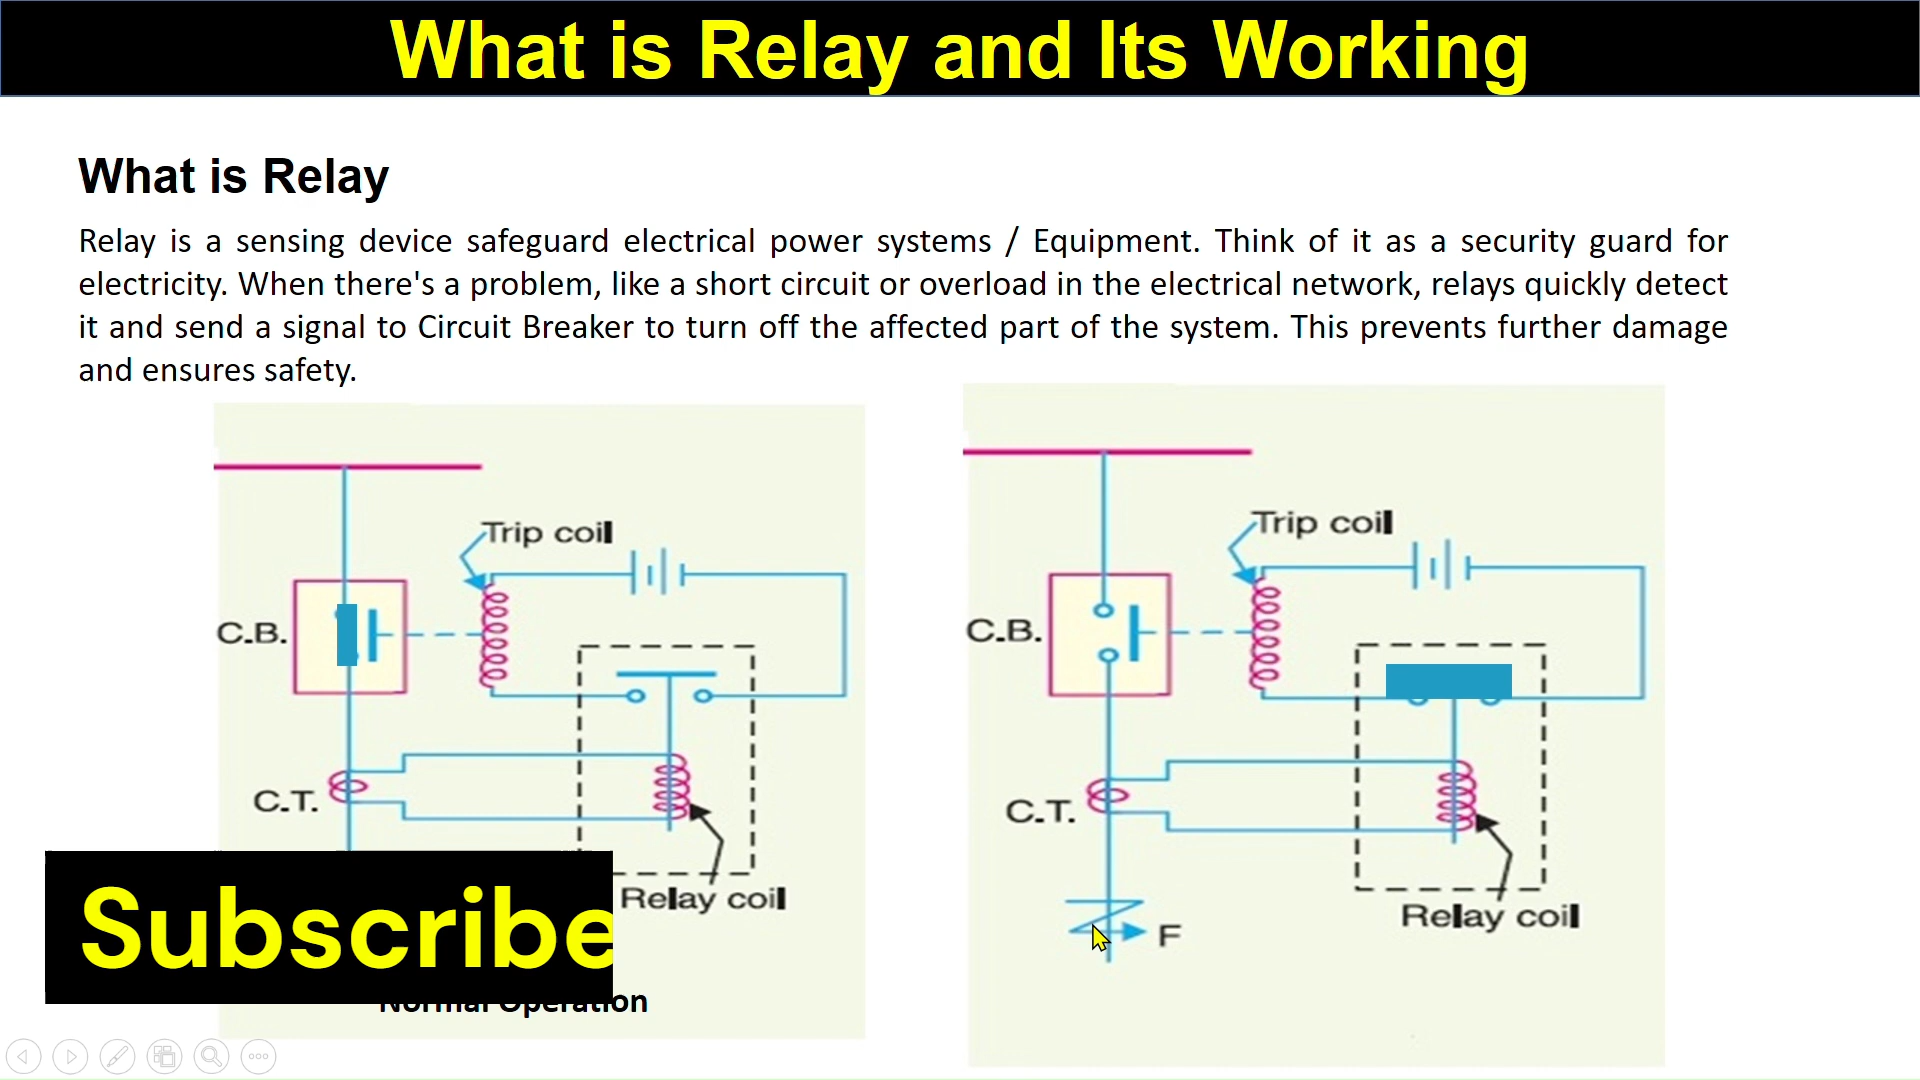 What is Relay and Its Working
What is Relay
Relay is a sensing device safeguard electrical power systems / Equipment. Think of it as a security guard for
electricity. When there's a problem, like a short circuit or overload in the electrical network, relays quickly detect
it and send a signal to Circuit Breaker to turn off the affected part of the system. This prevents further damage
and ensures safety.
Trip coil
C.B.
C.T.
Relay coil
Normal Operation
Trip coil
C.B.
C.T.
Relay coil
F
Subscribe